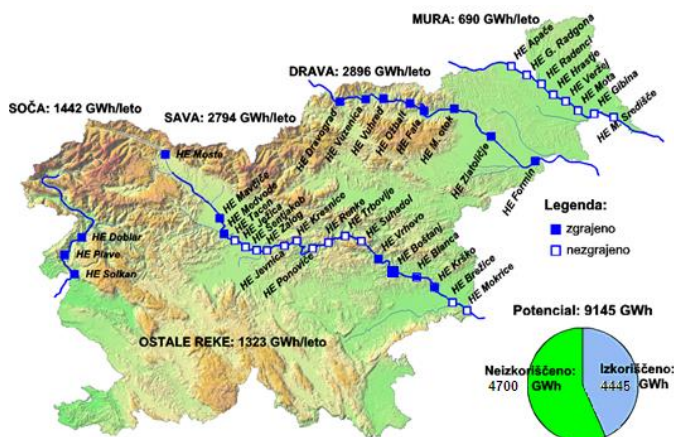 MURA: 690 GWh/leto
HE Apače
HE G. Radgona
HE Radenci
HE Hrastje
HE Veržej
HE Mota
HE Gibina
HE M. Središče
DRAVA: 2896 GWh/leto
HE Dravograd
HE Vuzenica
HE Vuhred
HE Ožbalt
HE Fala
HE M. otok
HE Zlatoličje
HE Formin
SOČA: 1442 GWh/leto
SAVA: 2794 GWh/leto
HE Moste
HE Mavčiče
HE Medvode
HE Tacen
HE Ježica
HE Šentjakob
HE Zalog
HE Jevnica
HE Kresnice
HE Ponoviče
HE Renke
HE Trbovlje
HE Suhadol
HE Vrhovo
HE Boštanj
HE Blanca
HE Krško
HE Brežice
HE Mokrice
HE Doblar
HE Plave
HE Solkan
Legenda:
zgrajeno
nezgrajeno
OSTALE REKE: 1323 GWh/leto
Potencial: 9145 GWh
Neizkoriščeno:
4700 GWh
Izkoriščeno:
4445 GWh